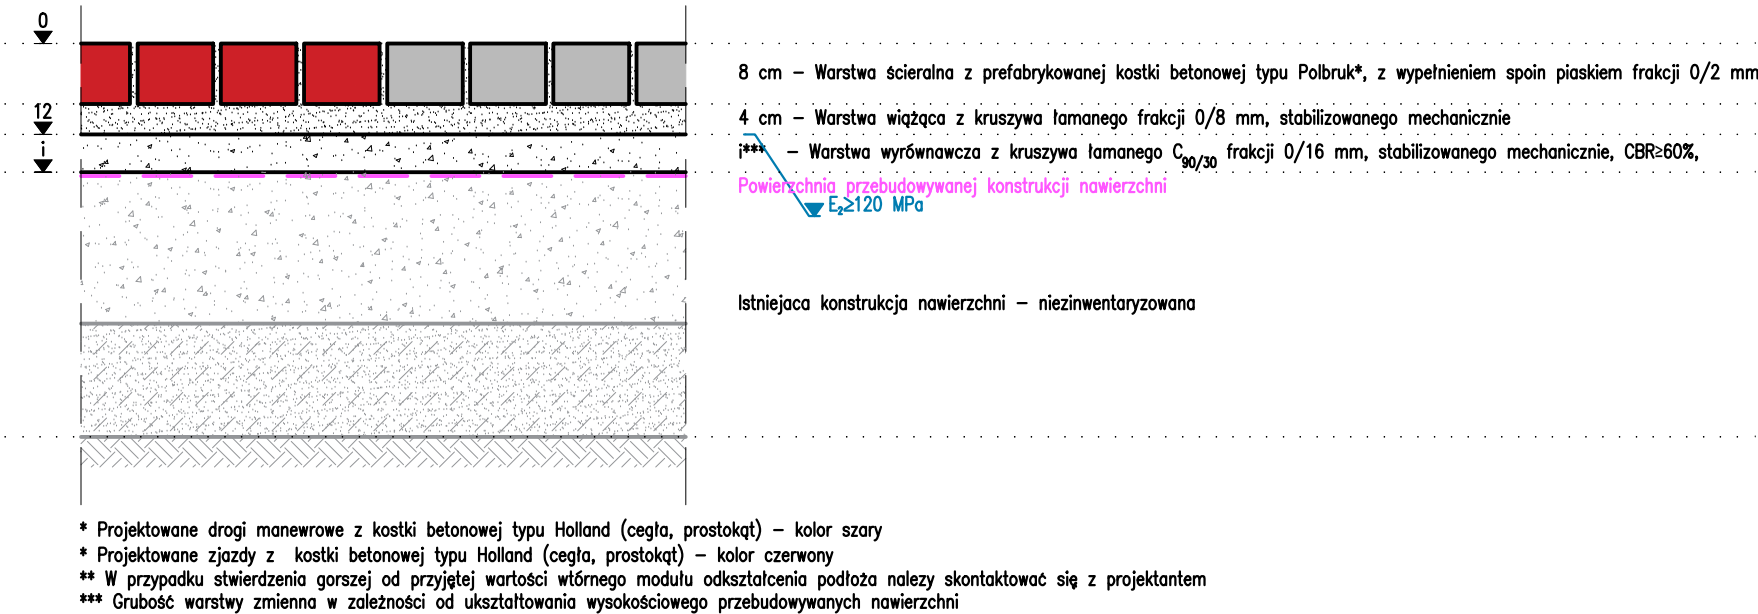 0
8 cm – Warstwa ścieralna z prefabrykowanej kostki betonowej typu Polbruk*, z wypełnieniem spoin piaskiem frakcji 0/2 mm
12
4 cm – Warstwa wiążąca z kruszywa łamanego frakcji 0/8 mm, stabilizowanego mechanicznie
i
i*** – Warstwa wyrównawcza z kruszywa łamanego C90/30 frakcji 0/16 mm, stabilizowanego mechanicznie, CBR≥60%,
Powierzchnia przebudowywanej konstrukcji nawierzchni
E₂≥120 MPa
Istniejaca konstrukcja nawierzchni – niezinwentaryzowana
* Projektowane drogi manewrowe z kostki betonowej typu Holland (cegła, prostokąt) – kolor szary
* Projektowane zjazdy z kostki betonowej typu Holland (cegła, prostokąt) – kolor czerwony
** W przypadku stwierdzenia gorszej od przyjętej wartości wtórnego modułu odkształcenia podłoża nalezy skontaktować się z projektantem
*** Grubość warstwy zmienna w zależności od ukształtowania wysokościowego przebudowywanych nawierzchni